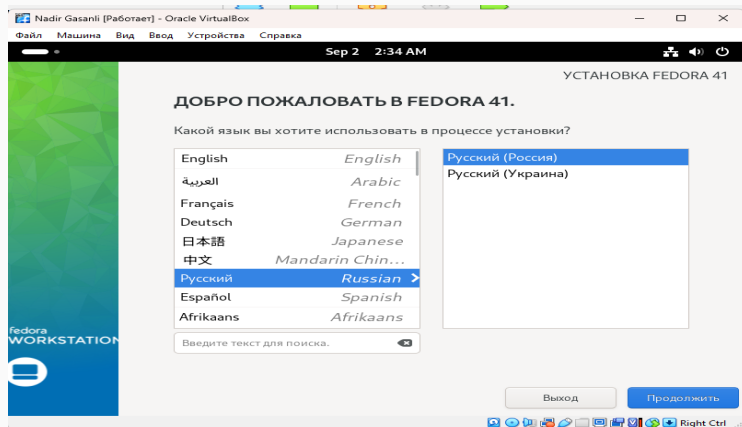 Nadir Gasanli [Работает] - Oracle VirtualBox
Файл Машина Вид Ввод Устройства Справка
Sep 2 2:34 AM
УСТАНОВКА FEDORA 41
ДОБРО ПОЖАЛОВАТЬ В FEDORA 41.
Какой язык вы хотите использовать в процессе установки?
English English
العربية Arabic
Français French
Deutsch German
日本語 Japanese
中文 Mandarin Chin...
Русский Russian
Español Spanish
Afrikaans Afrikaans
Русский (Россия)
Русский (Украина)
Введите текст для поиска.
fedora
WORKSTATION
Выход Продолжить
Right Ctrl